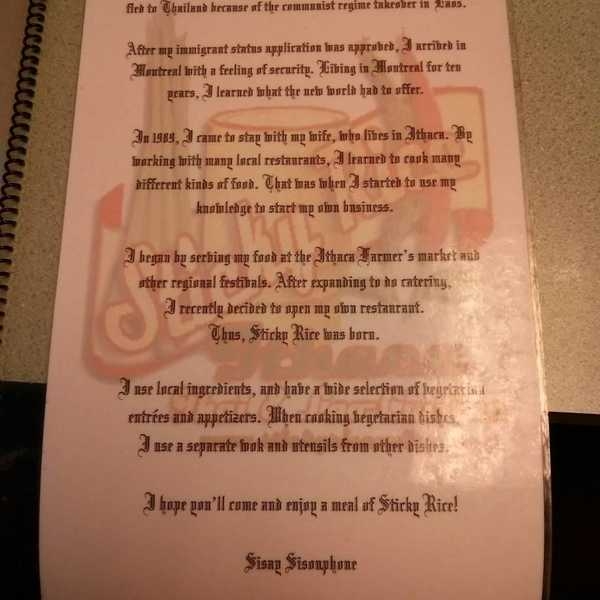 fled to Thailand because of the communist regime takeover in Laos.
After my immigrant status application was approved, I arrived in
Montreal with a feeling of security. Living in Montreal for ten
years, I learned what the new world had to offer.
In 1989, I came to stay with my wife, who lives in Ithaca. By
working with many local restaurants, I learned to cook many
different kinds of food. That was when I started to use my
knowledge to start my own business.
I began by serving my food at the Ithaca Farmer's market and
other regional festivals. After expanding to do catering,
I recently decided to open my own restaurant.
Thus, Sticky Rice was born.
I use local ingredients, and have a wide selection of vegetarian
entrées and appetizers. When cooking vegetarian dishes,
I use a separate wok and utensils from other dishes.
I hope you'll come and enjoy a meal of Sticky Rice!
Sisay Sisouphone